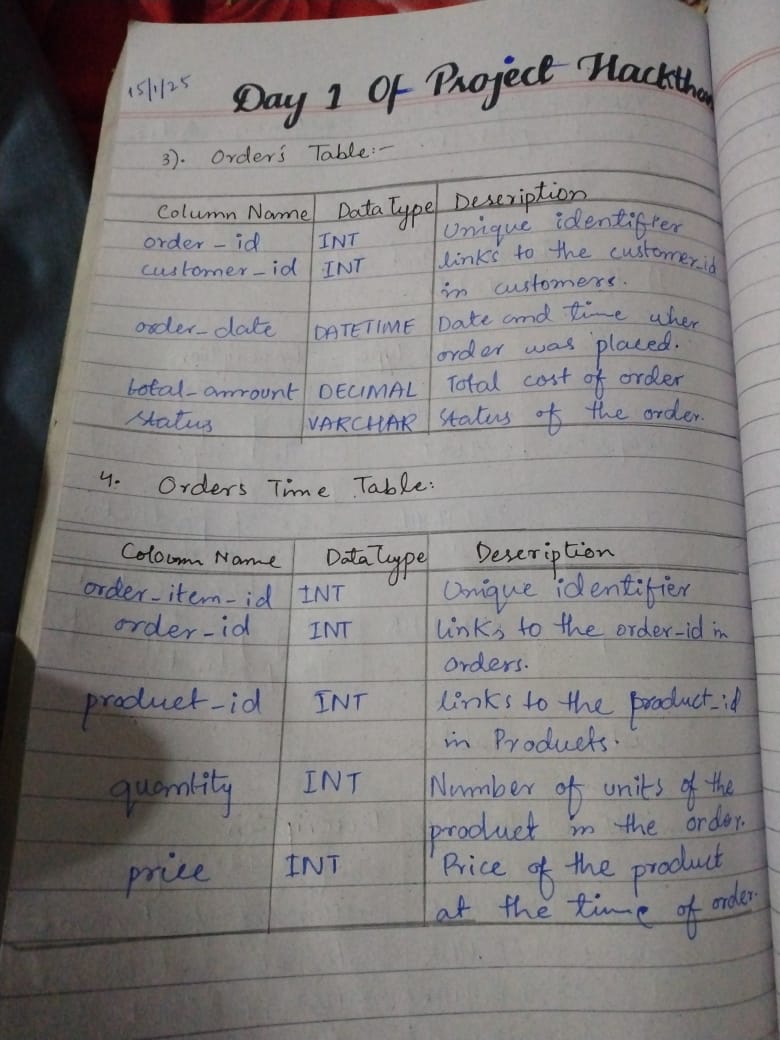 15/1/25
Day 1 Of Project Hackthon
3). Order's Table:-
Column Name Data Type Description
order-id INT Unique identifier
customer-id INT links to the customer-id
in customers.
order-date DATETIME Date and time when
order was placed.
total-amount DECIMAL Total cost of order
status VARCHAR Status of the order.
4. Orders Time Table:
Coloumn Name Data Type Description
order-item-id INT Unique identifier
order-id INT links to the order-id in
orders.
product-id INT links to the product-id
in Products.
quantity INT Number of units of the
product in the order.
price INT Price of the product
at the time of order.